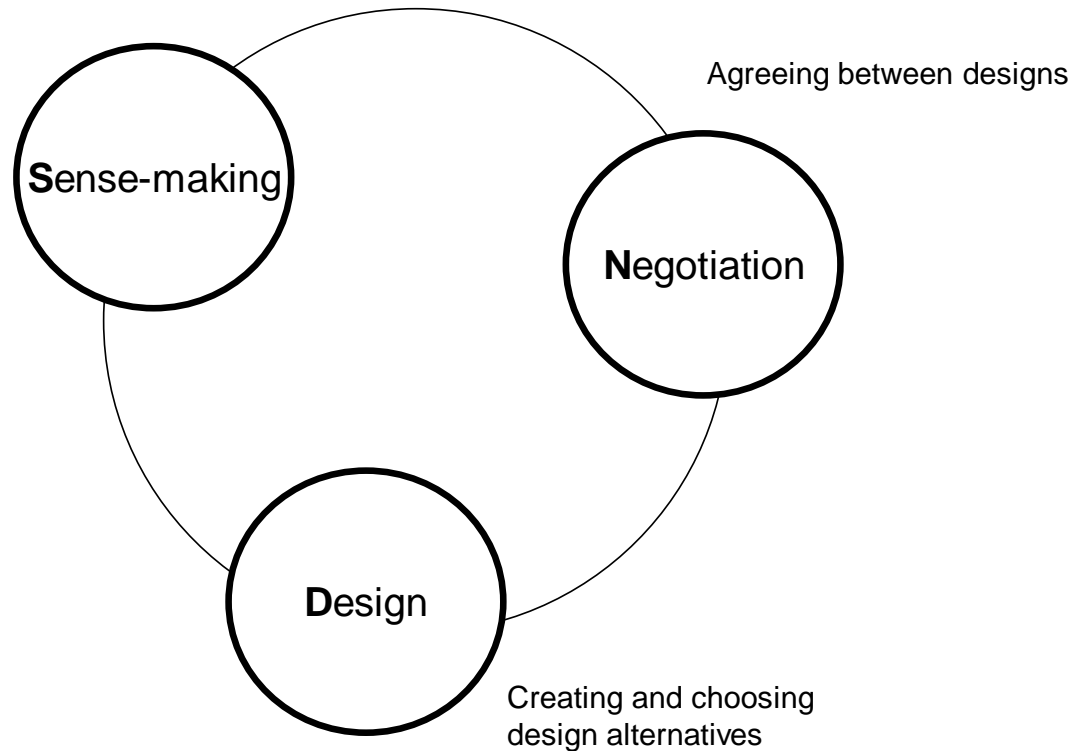 Agreeing between designs
Sense-making
Negotiation
Design
Creating and choosing
design alternatives